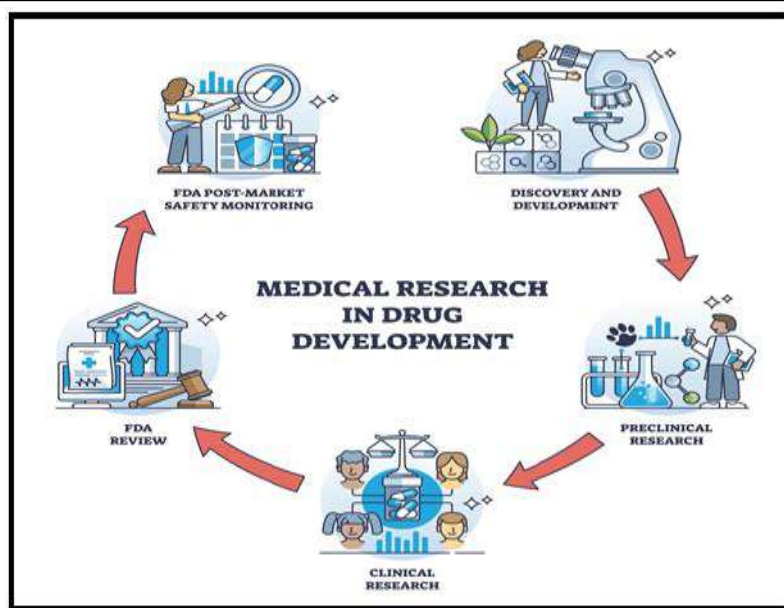 MEDICAL RESEARCH
IN DRUG
DEVELOPMENT
DISCOVERY AND
DEVELOPMENT
PRECLINICAL
RESEARCH
CLINICAL
RESEARCH
FDA
REVIEW
FDA POST-MARKET
SAFETY MONITORING